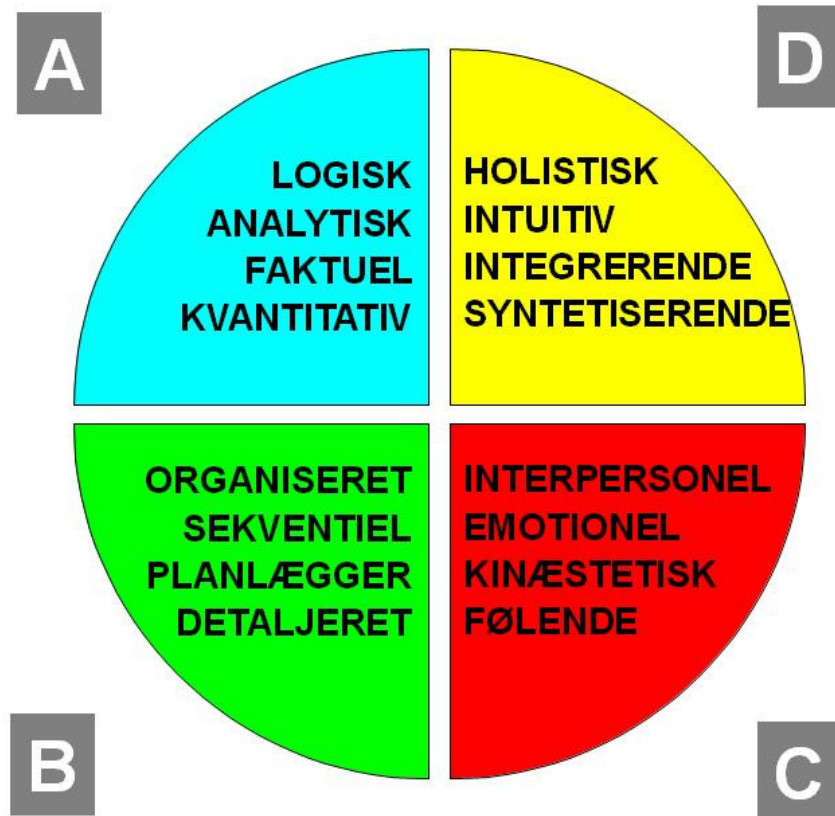 A
LOGISK
ANALYTISK
FAKTUEL
KVANTITATIV
D
HOLISTISK
INTUITIV
INTEGRERENDE
SYNTETISERENDE
B
ORGANISERET
SEKVENTIEL
PLANLÆGGER
DETALJERET
C
INTERPERSONEL
EMOTIONEL
KINÆSTETISK
FØLENDE